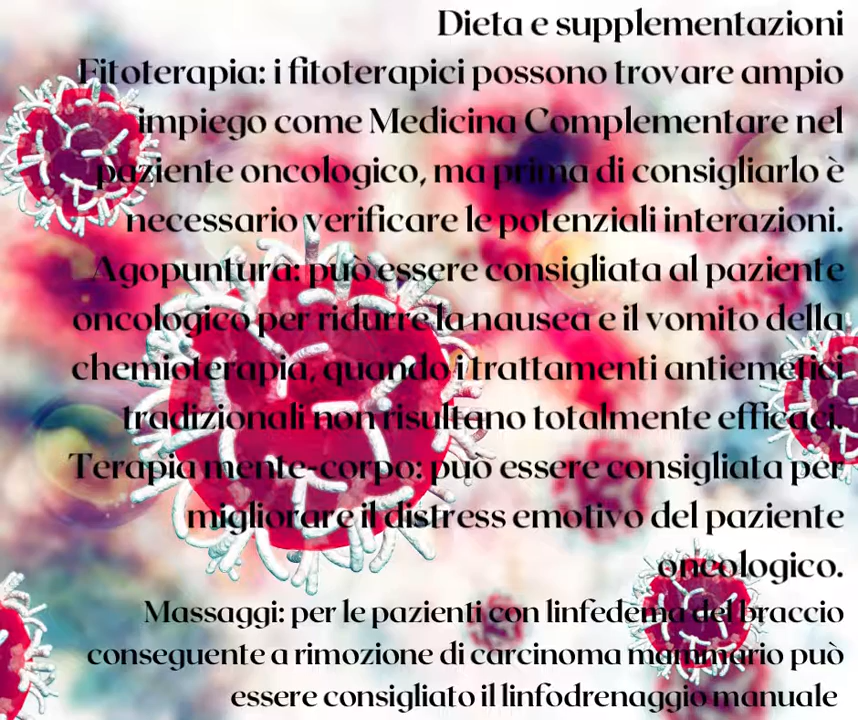 Dieta e supplementazioni
Fitoterapia: i fitoterapici possono trovare ampio
impiego come Medicina Complementare nel
paziente oncologico, ma prima di consigliarlo è
necessario verificare le potenziali interazioni.
Agopuntura: può essere consigliata al paziente
oncologico per ridurre la nausea e il vomito della
chemioterapia, quando i trattamenti antiemetici
tradizionali non risultano totalmente efficaci.
Terapia mente-corpo: può essere consigliata per
migliorare il distress emotivo del paziente
oncologico.
Massaggi: per le pazienti con linfedema del braccio
conseguente a rimozione di carcinoma mammario può
essere consigliato il linfodrenaggio manuale